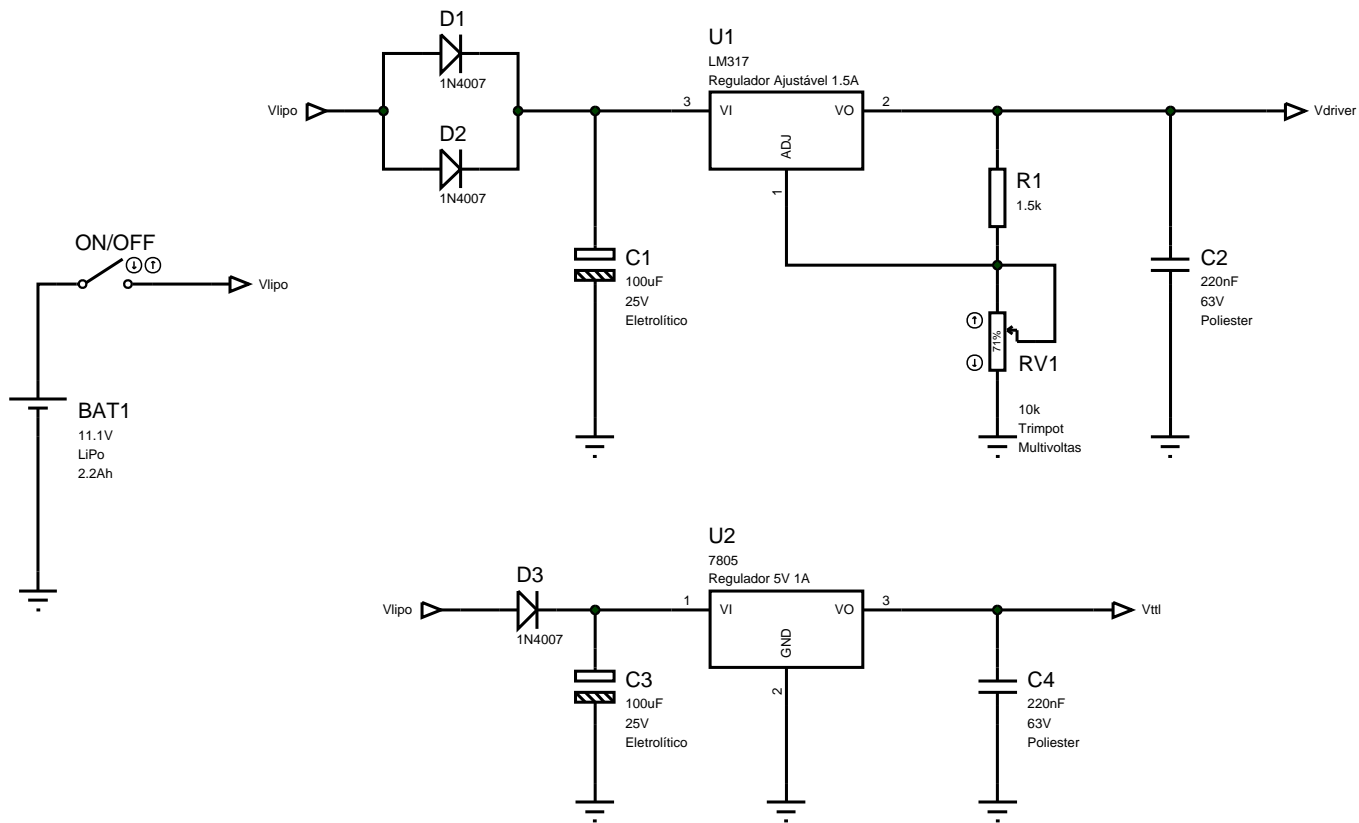 D1
1N4007
Vlipo
D2
1N4007
U1
LM317
Regulador Ajustável 1.5A
3
VI
VO
2
ADJ
1
Vdriver
R1
1.5k
C1
100uF
25V
Eletrolítico
C2
220nF
63V
Poliester
71%
RV1
10k
Trimpot
Multivoltas
ON/OFF
Vlipo
BAT1
11.1V
LiPo
2.2Ah
Vlipo
D3
1N4007
U2
7805
Regulador 5V 1A
1
VI
VO
3
GND
2
Vttl
C3
100uF
25V
Eletrolítico
C4
220nF
63V
Poliester